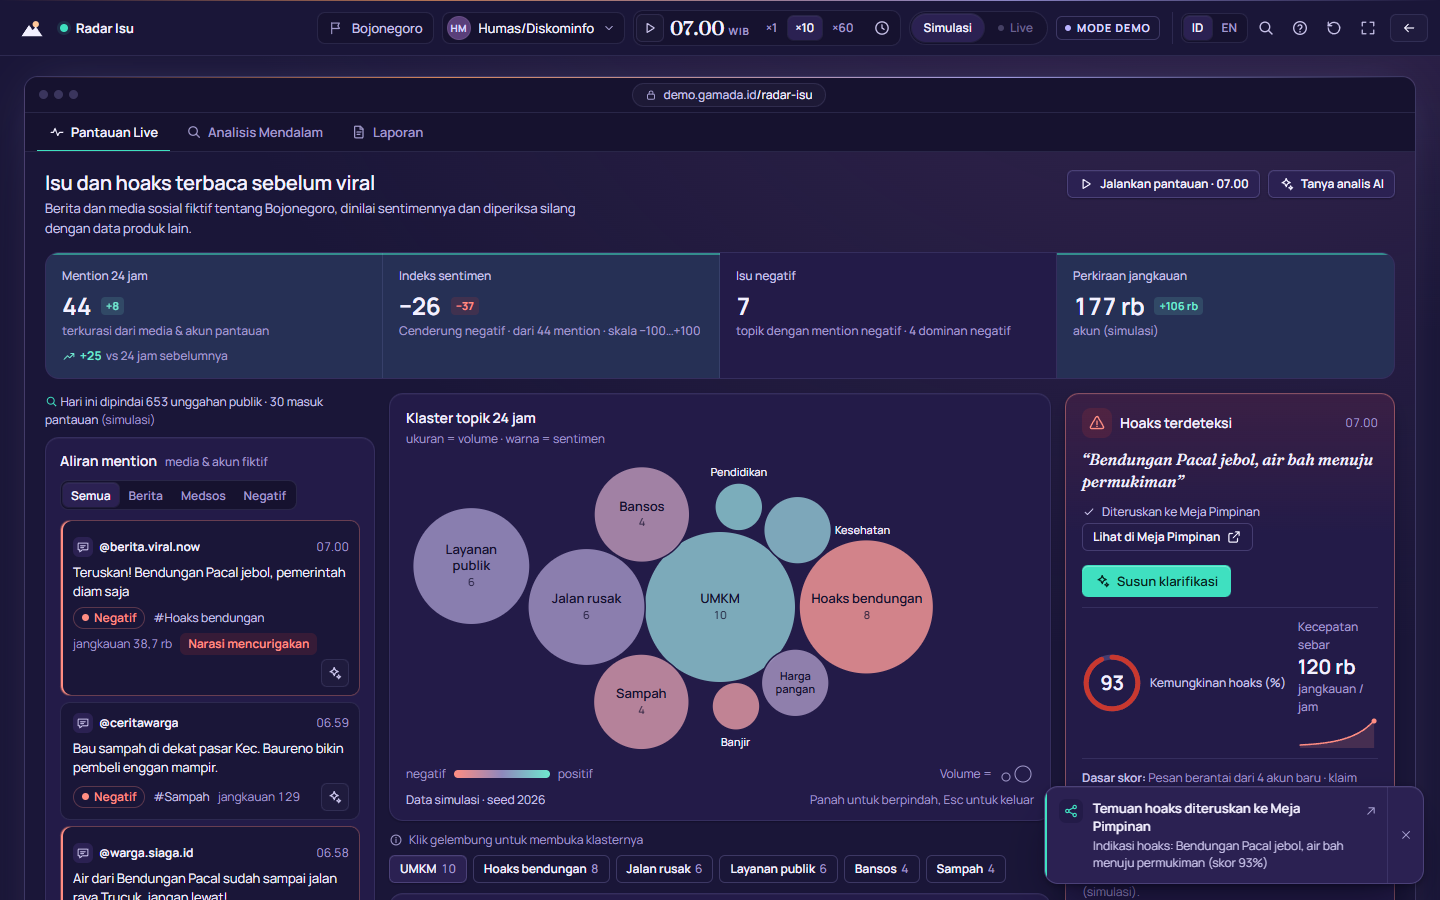 Radar Isu
Bojonegoro
HM Humas/Diskominfo
07.00 WIB
×1 ×10 ×60
Simulasi Live
MODE DEMO
ID EN
demo.gamada.id/radar-isu
Pantauan Live Analisis Mendalam Laporan
Isu dan hoaks terbaca sebelum viral
Berita dan media sosial fiktif tentang Bojonegoro, dinilai sentimennya dan diperiksa silang
dengan data produk lain.
Jalankan pantauan · 07.00
Tanya analis AI
Mention 24 jam
44 +8
terkurasi dari media & akun pantauan
+25 vs 24 jam sebelumnya
Indeks sentimen
−26 −37
Cenderung negatif · dari 44 mention · skala −100…+100
Isu negatif
7
topik dengan mention negatif · 4 dominan negatif
Perkiraan jangkauan
177 rb +106 rb
akun (simulasi)
Hari ini dipindai 653 unggahan publik · 30 masuk
pantauan (simulasi)
Aliran mention media & akun fiktif
Semua Berita Medsos Negatif
@berita.viral.now 07.00
Teruskan! Bendungan Pacal jebol, pemerintah
diam saja
Negatif #Hoaks bendungan
jangkauan 38,7 rb Narasi mencurigakan
@ceritawarga 06.59
Bau sampah di dekat pasar Kec. Baureno bikin
pembeli enggan mampir.
Negatif #Sampah jangkauan 129
@warga.siaga.id 06.58
Air dari Bendungan Pacal sudah sampai jalan
raya Trucuk, jangan lewat!
Klaster topik 24 jam
ukuran = volume · warna = sentimen
Pendidikan
Bansos
4
Kesehatan
Layanan
publik
6
Jalan rusak
6
UMKM
10
Hoaks bendungan
8
Sampah
4
Harga
pangan
Banjir
negatif positif
Volume =
Data simulasi · seed 2026
Panah untuk berpindah, Esc untuk keluar
Klik gelembung untuk membuka klasternya
UMKM 10 Hoaks bendungan 8 Jalan rusak 6 Layanan publik 6 Bansos 4 Sampah 4
Hoaks terdeteksi 07.00
“Bendungan Pacal jebol, air bah menuju
permukiman”
Diteruskan ke Meja Pimpinan
Lihat di Meja Pimpinan
Susun klarifikasi
93 Kemungkinan hoaks (%)
Kecepatan
sebar
120 rb
jangkauan /
jam
Dasar skor: Pesan berantai dari 4 akun baru · klaim
Temuan hoaks diteruskan ke Meja
Pimpinan
Indikasi hoaks: Bendungan Pacal jebol, air bah
menuju permukiman (skor 93%)
(simulasi).